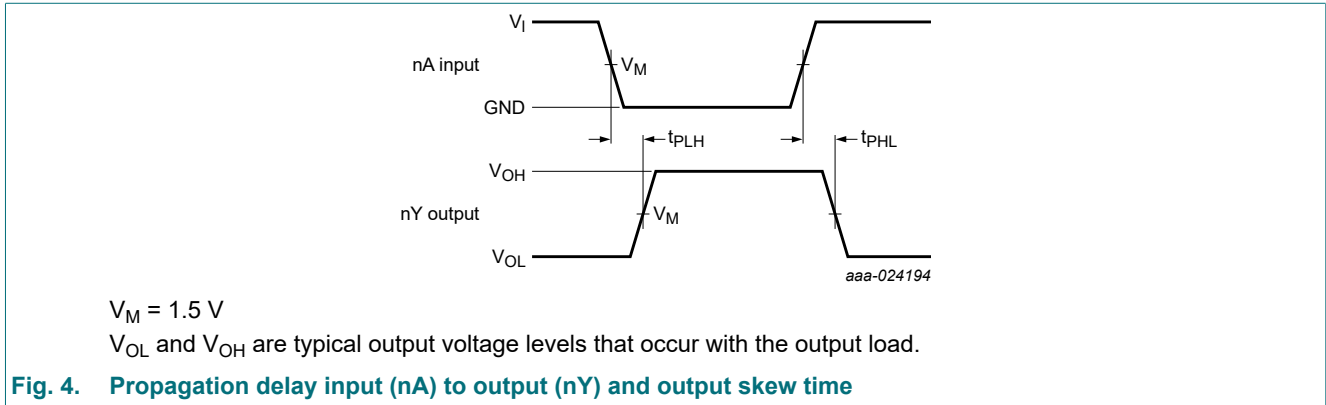 V_I
nA input
V_M
GND
t_PLH
t_PHL
V_OH
nY output
V_M
V_OL
aaa-024194
V_M = 1.5 V
V_OL and V_OH are typical output voltage levels that occur with the output load.
Fig. 4. Propagation delay input (nA) to output (nY) and output skew time